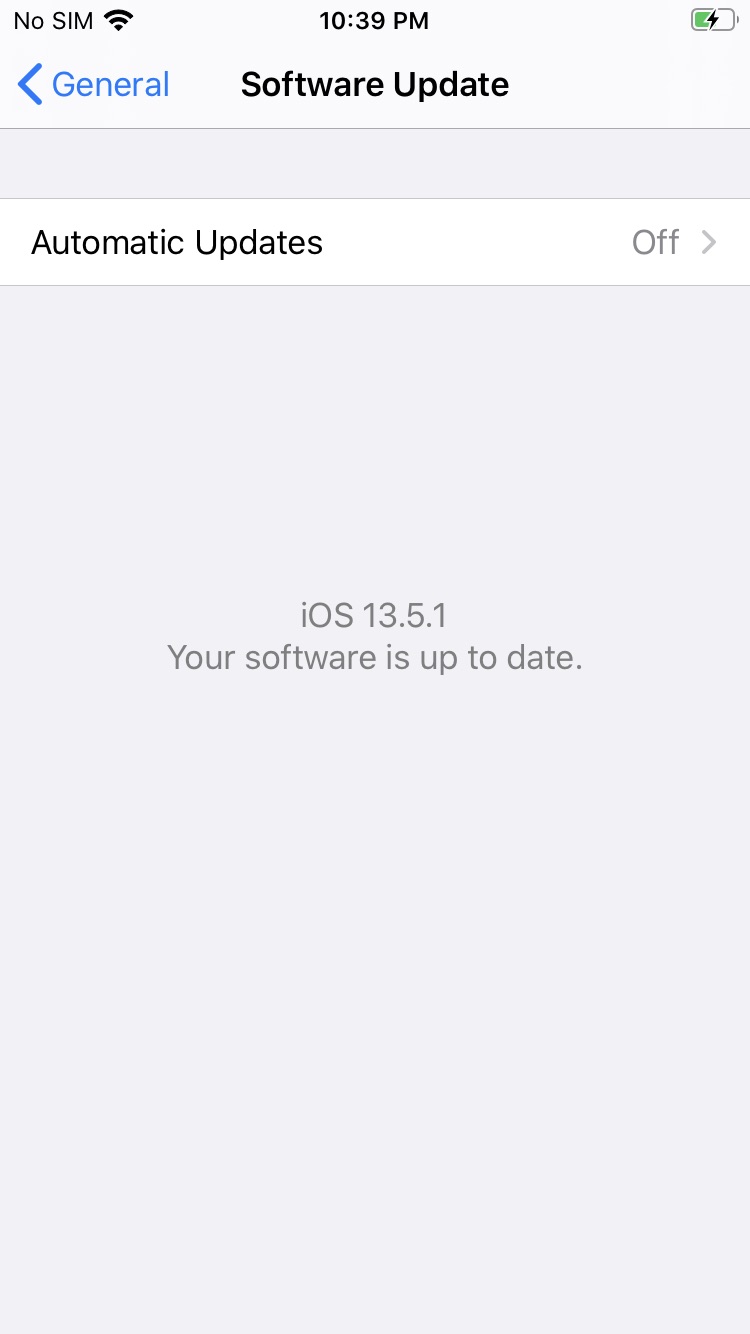 No SIM 10:39 PM
General Software Update
Automatic Updates Off
iOS 13.5.1
Your software is up to date.